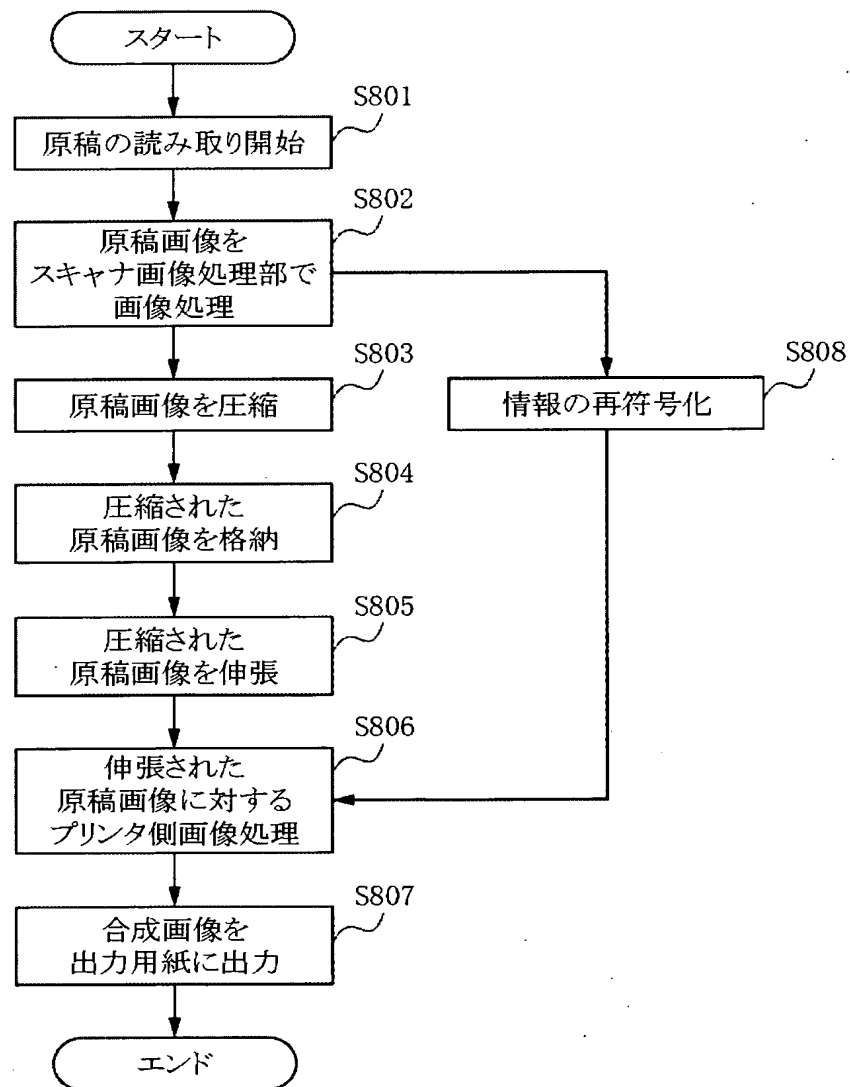 スタート
S801
原稿の読み取り開始
S802
原稿画像を
スキャナ画像処理部で
画像処理
S803
原稿画像を圧縮
S808
情報の再符号化
S804
圧縮された
原稿画像を格納
S805
圧縮された
原稿画像を伸張
S806
伸張された
原稿画像に対する
プリンタ側画像処理
S807
合成画像を
出力用紙に出力
エンド